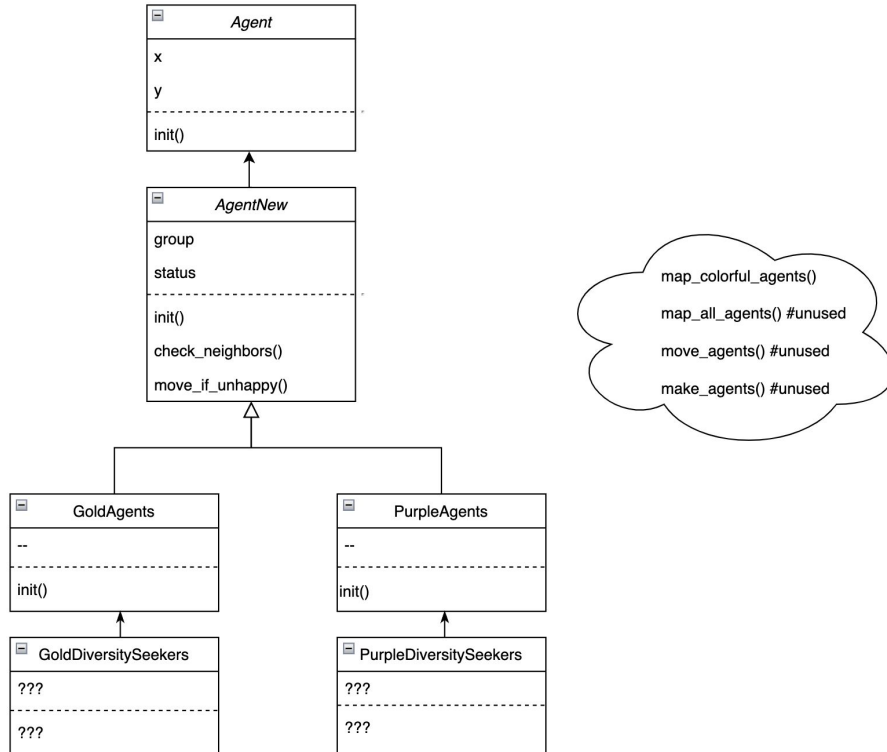 Agent
x
y
init()
AgentNew
group
status
init()
check_neighbors()
move_if_unhappy()
map_colorful_agents()
map_all_agents() #unused
move_agents() #unused
make_agents() #unused
GoldAgents
--
init()
PurpleAgents
--
init()
GoldDiversitySeekers
???
???
PurpleDiversitySeekers
???
???